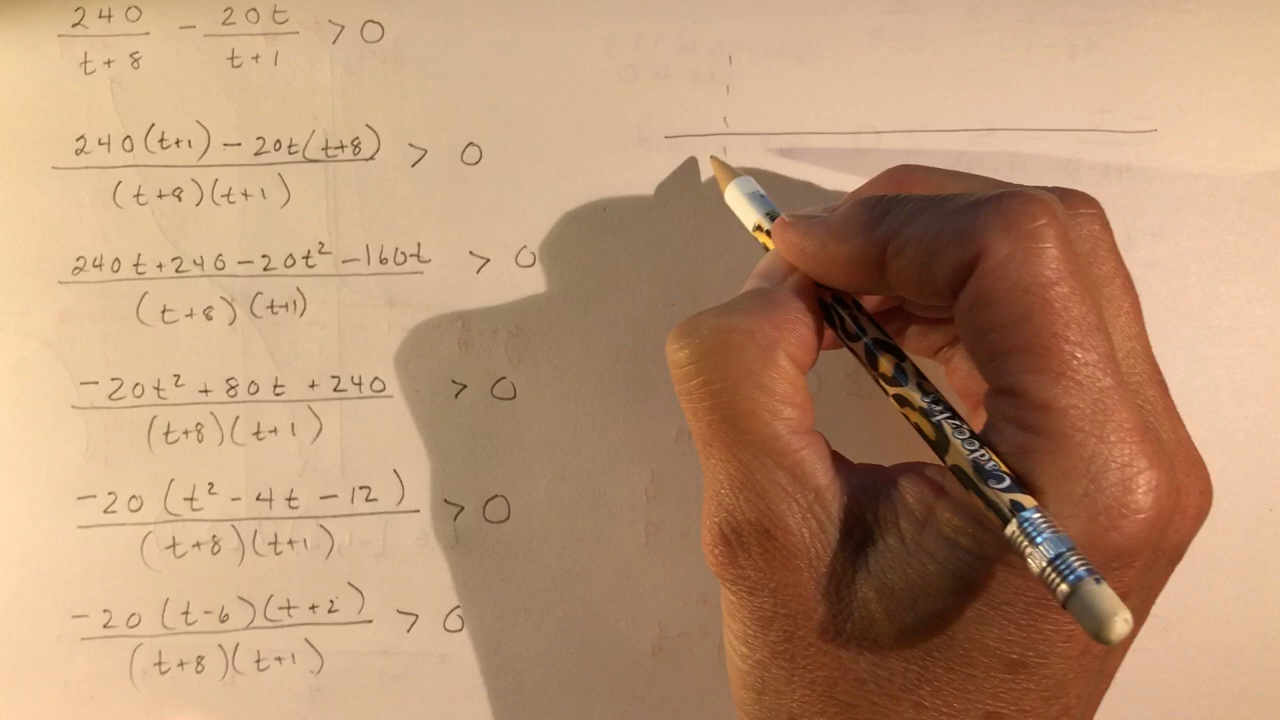 240/(t+8) - 20t/(t+1) > 0
(240(t+1) - 20t(t+8))/((t+8)(t+1)) > 0
(240t+240-20t²-160t)/((t+8)(t+1)) > 0
(-20t²+80t+240)/((t+8)(t+1)) > 0
(-20(t²-4t-12))/((t+8)(t+1)) > 0
(-20(t-6)(t+2))/((t+8)(t+1)) > 0
Cadoozles